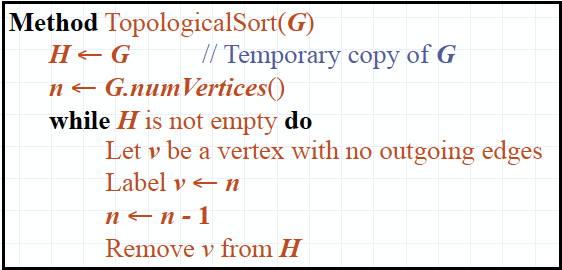 Method TopologicalSort(G)
H ← G // Temporary copy of G
n ← G.numVertices()
while H is not empty do
Let v be a vertex with no outgoing edges
Label v ← n
n ← n - 1
Remove v from H